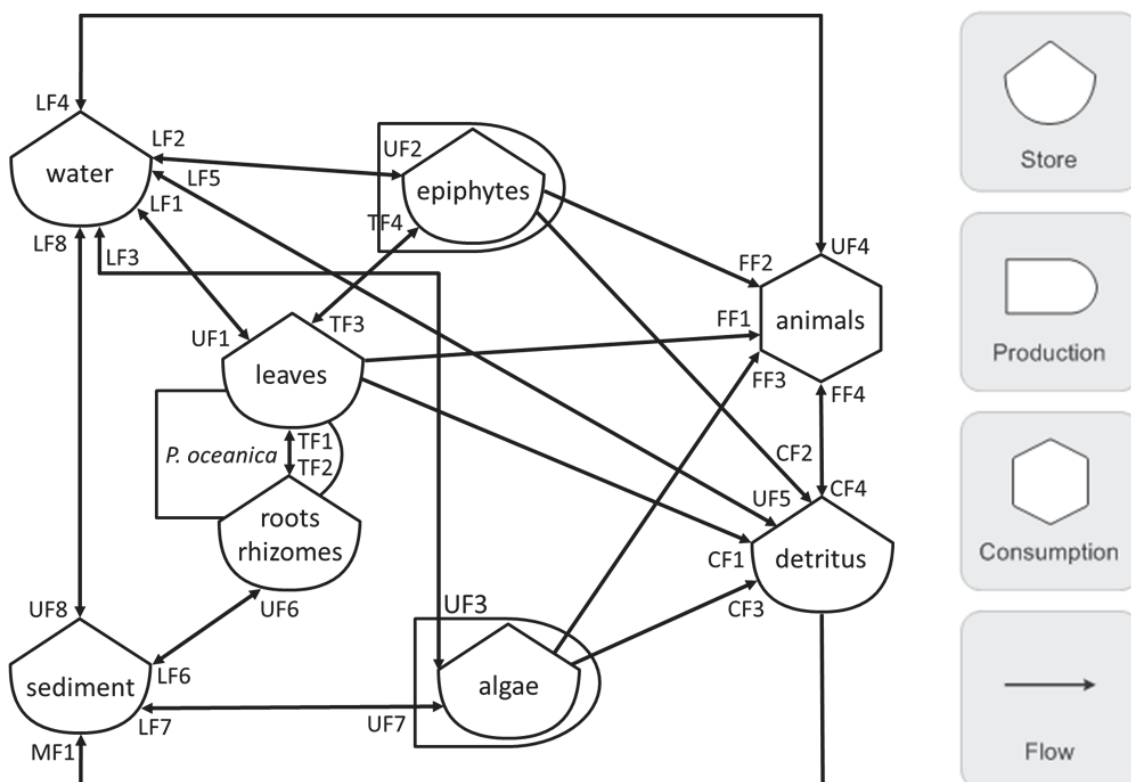 LF4
water
LF2
LF5
LF1
LF8
LF3
UF2
epiphytes
TF4
UF4
FF2
FF1
animals
FF3
FF4
UF1
TF3
leaves
P. oceanica
TF1
TF2
roots
rhizomes
CF2
UF5
CF4
CF1
detritus
CF3
UF8
UF6
UF3
sediment
LF6
algae
LF7
UF7
MF1
Store
Production
Consumption
Flow